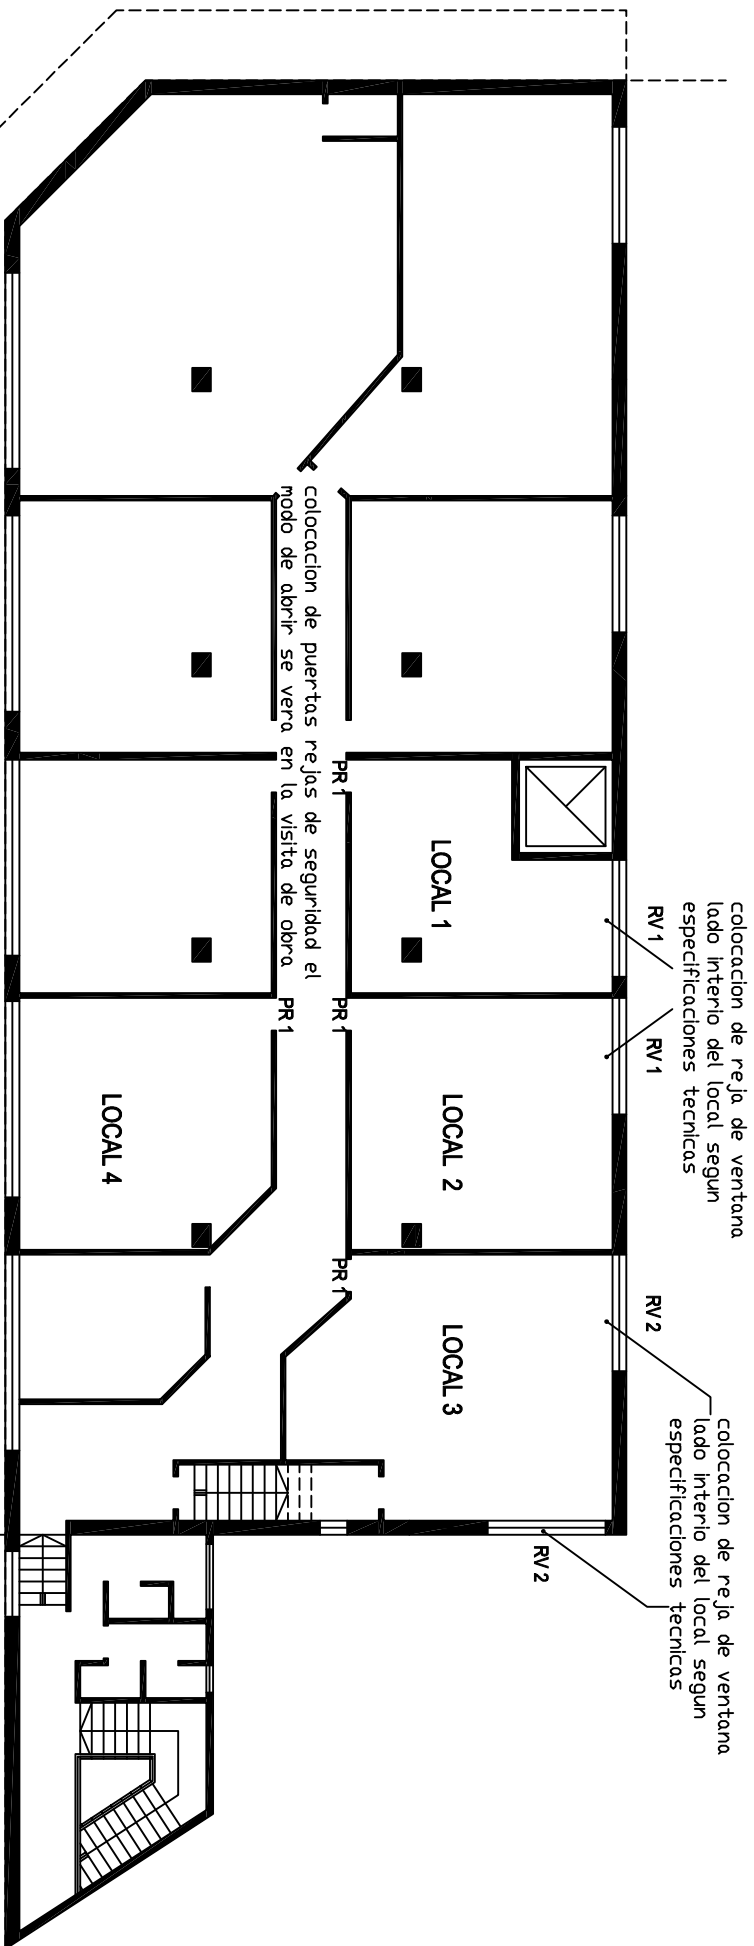 colocacion de reja de ventana
lado interio del local segun
especificaciones tecnicas
colocacion de reja de ventana
lado interio del local segun
especificaciones tecnicas
RV 1
RV 1
RV 2
RV 2
LOCAL 1
LOCAL 2
LOCAL 3
PR 1
PR 1
PR 1
colocacion de puertas rejas de seguridad el
modo de abrir se vera en la visita de obra
PR 1
LOCAL 4